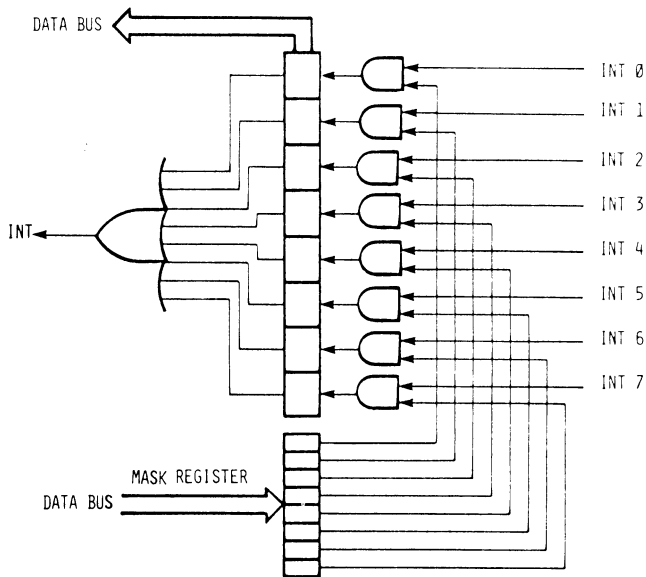 DATA BUS
INT 0
INT 1
INT 2
INT 3
INT
INT 4
INT 5
INT 6
INT 7
MASK REGISTER
DATA BUS